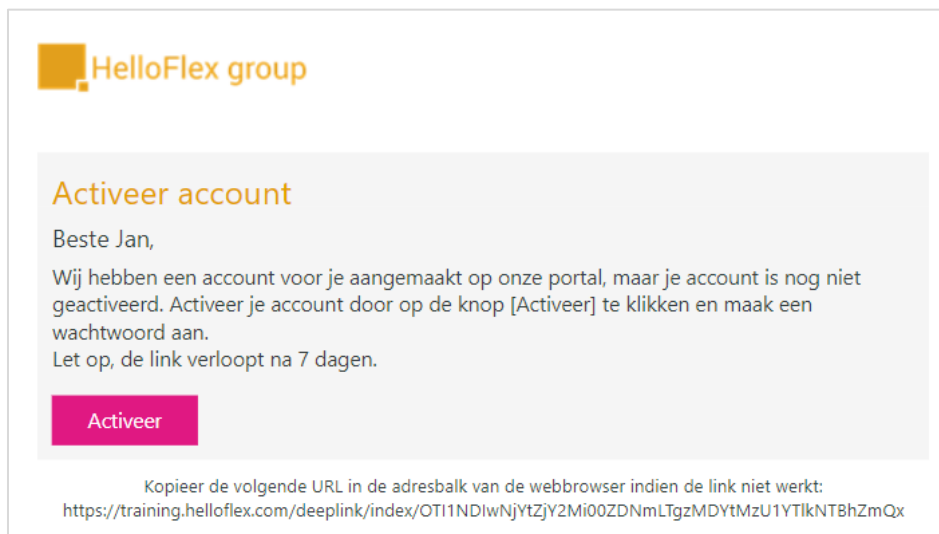 HelloFlex group
Activeer account
Beste Jan,
Wij hebben een account voor je aangemaakt op onze portal, maar je account is nog niet
geactiveerd. Activeer je account door op de knop [Activeer] te klikken en maak een
wachtwoord aan.
Let op, de link verloopt na 7 dagen.
Activeer
Kopieer de volgende URL in de adresbalk van de webbrowser indien de link niet werkt:
https://training.helloflex.com/deeplink/index/OTI1NDIwNjYtZjY2Mi00ZDNmLTgzMDYtMzU1YTlkNTBhZmQx